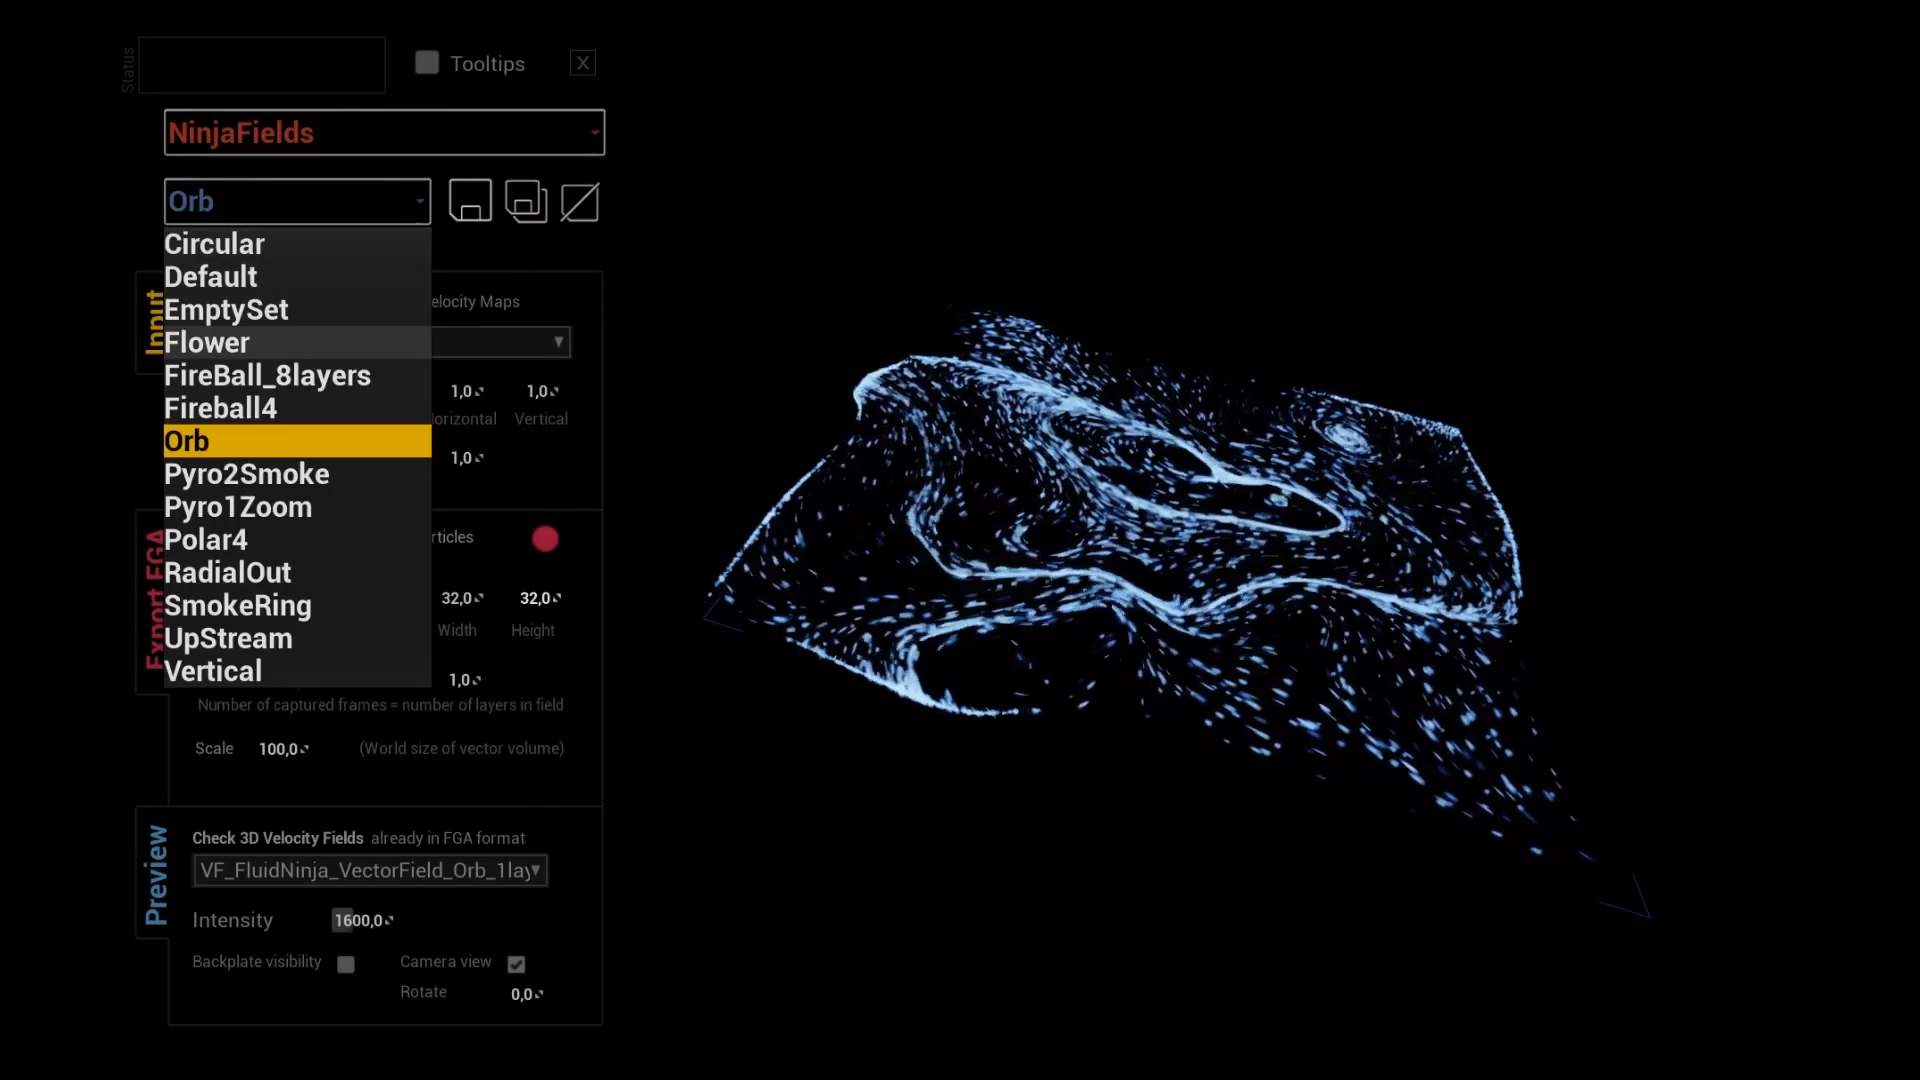 Status
Tooltips
X
NinjaFields
Orb
Circular
Default
EmptySet
Flower
FireBall_8layers
Fireball4
Orb
Pyro2Smoke
Pyro1Zoom
Polar4
RadialOut
SmokeRing
UpStream
Vertical
Input
elocity Maps
1,0 1,0
orizontal Vertical
1,0
Export FGA
rticles
32,0 32,0
Width Height
1,0
Number of captured frames = number of layers in field
Scale 100,0 (World size of vector volume)
Preview
Check 3D Velocity Fields already in FGA format
VF_FluidNinja_VectorField_Orb_1lay
Intensity 1600,0
Backplate visibility Camera view
Rotate 0,0